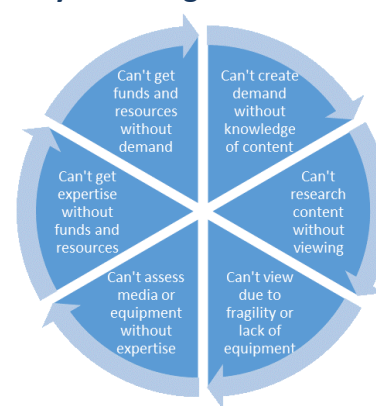 Can't get
funds and
resources
without
demand
Can't create
demand
without
knowledge
of content
Can't
research
content
without
viewing
Can't view
due to
fragility or
lack of
equipment
Can't assess
media or
equipment
without
expertise
Can't get
expertise
without
funds and
resources